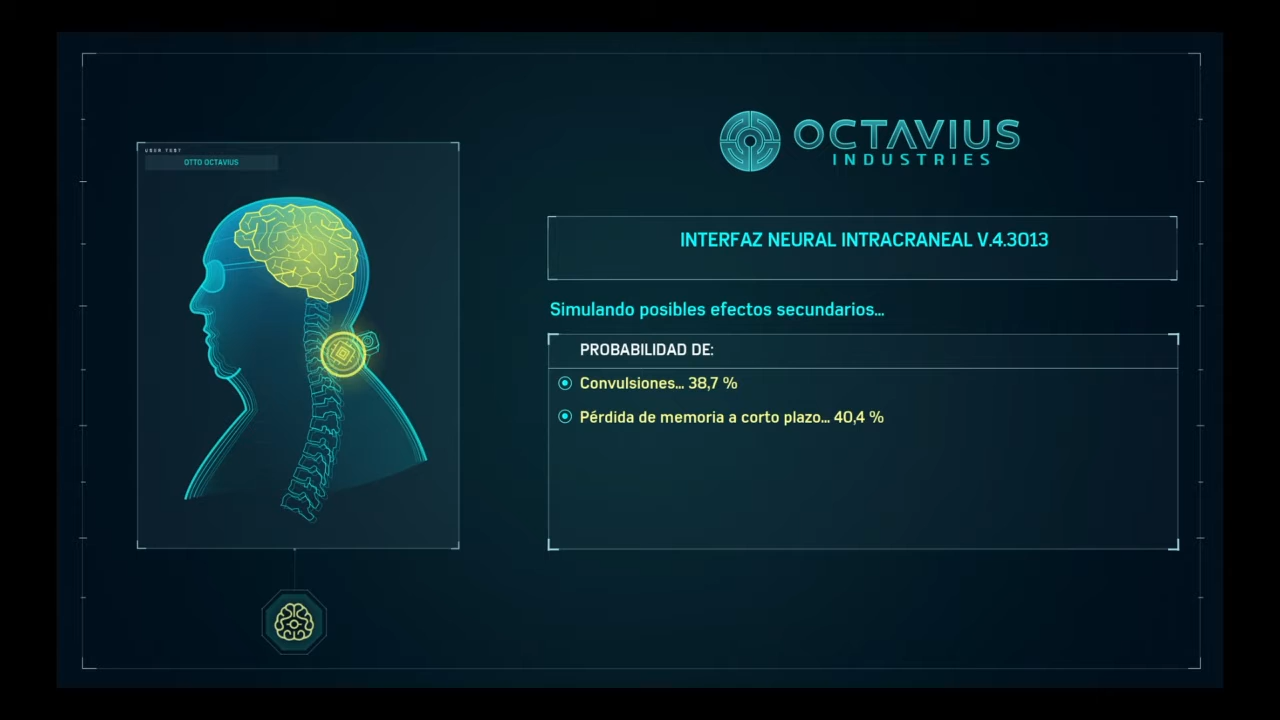 USER TEST
OTTO OCTAVIUS
OCTAVIUS
INDUSTRIES
INTERFAZ NEURAL INTRACRANEAL V.4.3013
Simulando posibles efectos secundarios...
PROBABILIDAD DE:
Convulsiones... 38,7 %
Pérdida de memoria a corto plazo... 40,4 %